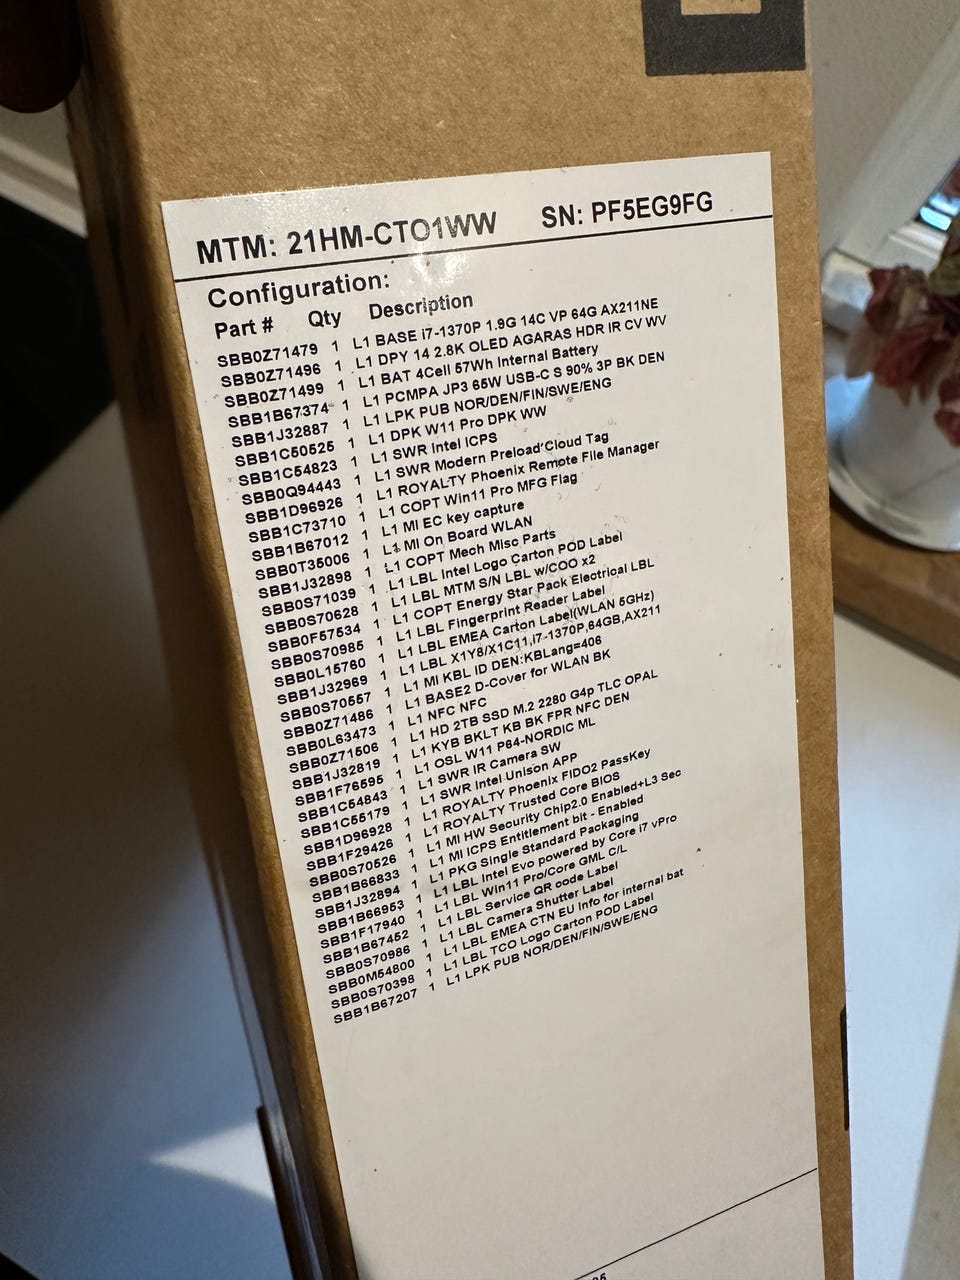 MTM: 21HM-CTO1WW SN: PF5EG9FG
Configuration:
Part # Qty Description
SBB0Z71479 1 L1 BASE i7-1370P 1.9G 14C VP 64G AX211NE
SBB0Z71496 1 L1 DPY 14 2.8K OLED AGARAS HDR IR CV WV
SBB0Z71499 1 L1 BAT 4Cell 57Wh Internal Battery
SBB1B67374 1 L1 PCMPA JP3 65W USB-C S 90% 3P BK DEN
SBB1J32887 1 L1 LPK PUB NOR/DEN/FIN/SWE/ENG
SBB1C50525 1 L1 DPK W11 Pro DPK WW
SBB1C54823 1 L1 SWR Intel ICPS
SBB0Q94443 1 L1 SWR Modern Preload Cloud Tag
SBB1D96926 1 L1 ROYALTY Phoenix Remote File Manager
SBB1C73710 1 L1 COPT Win11 Pro MFG Flag
SBB1B67012 1 L1 MI EC key capture
SBB0T35006 1 L1 MI On Board WLAN
SBB1J32898 1 L1 COPT Mech Misc Parts
SBB0S71039 1 L1 LBL Intel Logo Carton POD Label
SBB0S70628 1 L1 LBL MTM S/N LBL w/COO x2
SBB0F57534 1 L1 COPT Energy Star Pack Electrical LBL
SBB0S70985 1 L1 LBL Fingerprint Reader Label
SBB0L15760 1 L1 LBL EMEA Carton Label(WLAN 5GHz)
SBB1J32969 1 L1 LBL X1Y8/X1C11,i7-1370P,64GB,AX211
SBB0S70557 1 L1 MI KBL ID DEN:KBLang=406
SBB0Z71486 1 L1 BASE2 D-Cover for WLAN BK
SBB0L63473 1 L1 NFC NFC
SBB0Z71506 1 L1 HD 2TB SSD M.2 2280 G4p TLC OPAL
SBB1J32819 1 L1 KYB BKLT KB BK FPR NFC DEN
SBB1F76595 1 L1 OSL W11 P64-NORDIC ML
SBB1C54843 1 L1 SWR IR Camera SW
SBB1C55179 1 L1 SWR Intel Unison APP
SBB1D96928 1 L1 ROYALTY Phoenix FIDO2 PassKey
SBB1F29426 1 L1 ROYALTY Trusted Core BIOS
SBB0S70526 1 L1 MI HW Security Chip2.0 Enabled+L3 Sec
SBB1B66833 1 L1 MI ICPS Entitlement bit - Enabled
SBB1J32894 1 L1 PKG Single Standard Packaging
SBB1B66953 1 L1 LBL Intel Evo powered by Core i7 vPro
SBB1F17940 1 L1 LBL Win11 Pro/Core GML C/L
SBB1B67452 1 L1 LBL Service QR code Label
SBB0S70986 1 L1 LBL Camera Shutter Label
SBB0M54800 1 L1 LBL EMEA CTN EU Info for internal bat
SBB0S70398 1 L1 LBL TCO Logo Carton POD Label
SBB1B67207 1 L1 LPK PUB NOR/DEN/FIN/SWE/ENG